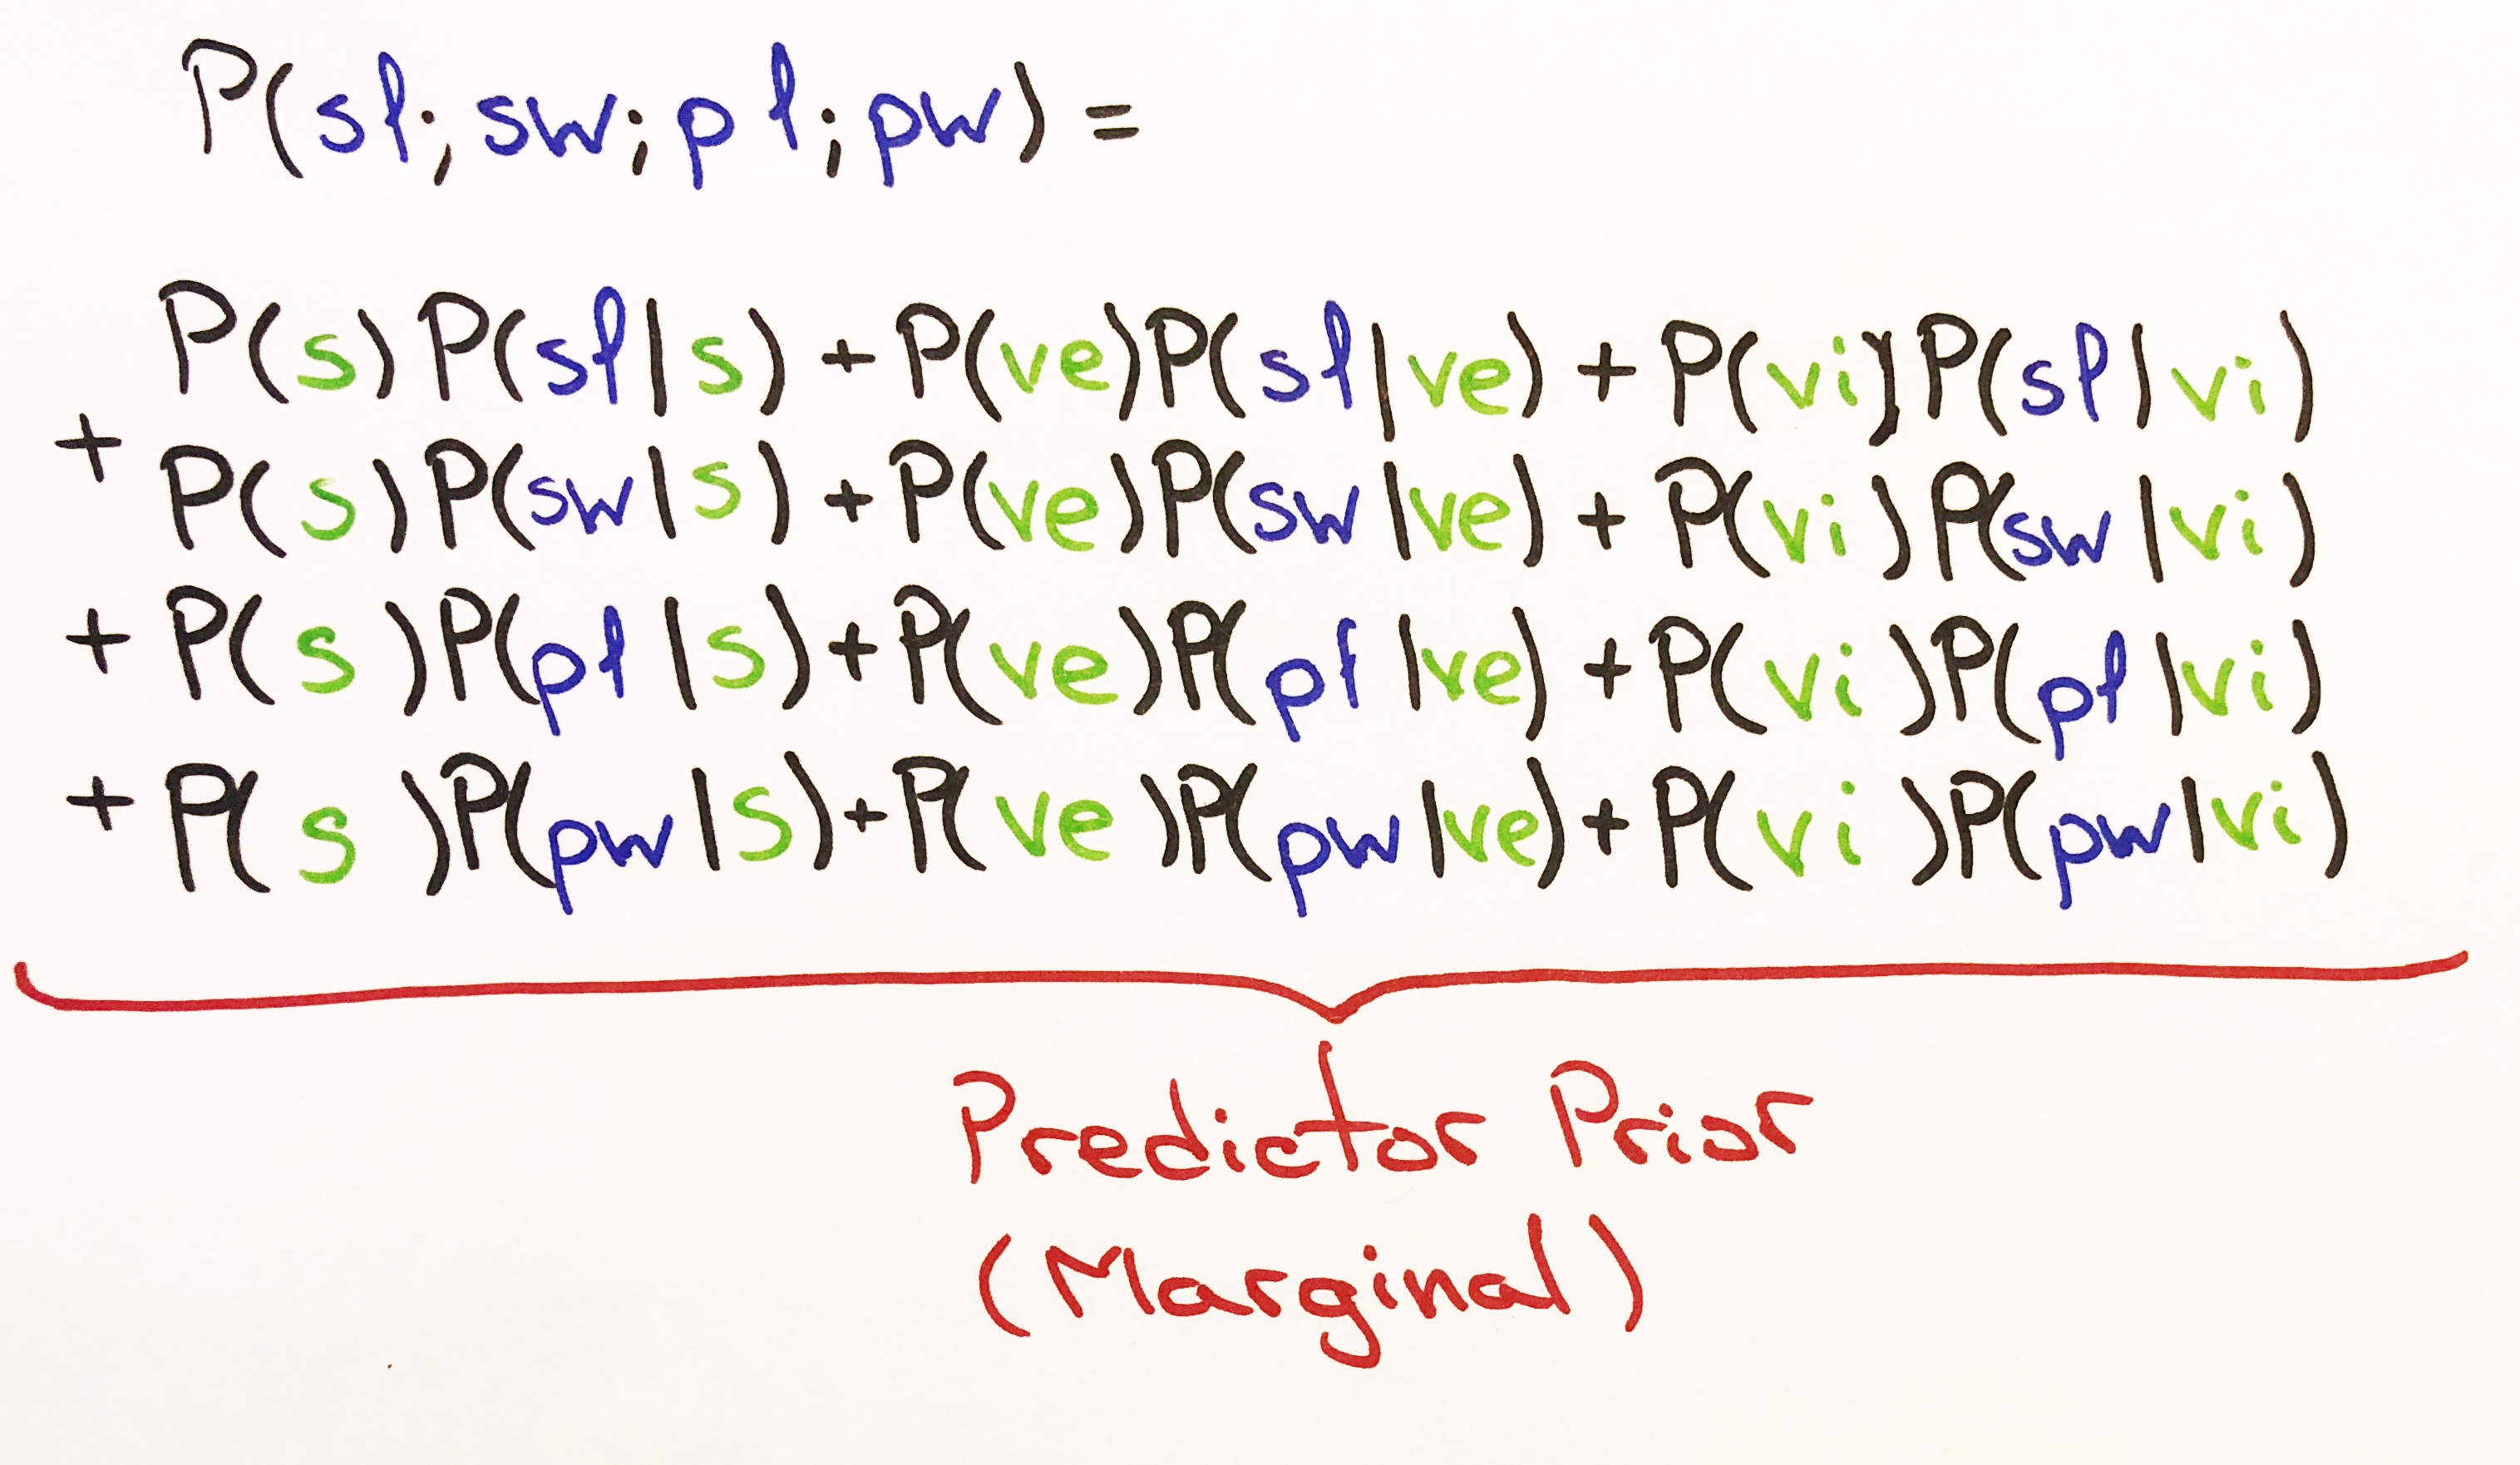 P(sl; sw; pl; pw) =
P(s)P(sl|s) + P(ve)P(sl|ve) + P(vi)P(sl|vi)
+ P(s)P(sw|s) + P(ve)P(sw|ve) + P(vi)P(sw|vi)
+ P(s)P(pl|s) + P(ve)P(pl|ve) + P(vi)P(pl|vi)
+ P(s)P(pw|s) + P(ve)P(pw|ve) + P(vi)P(pw|vi)
Predictor Prior
(Marginal)